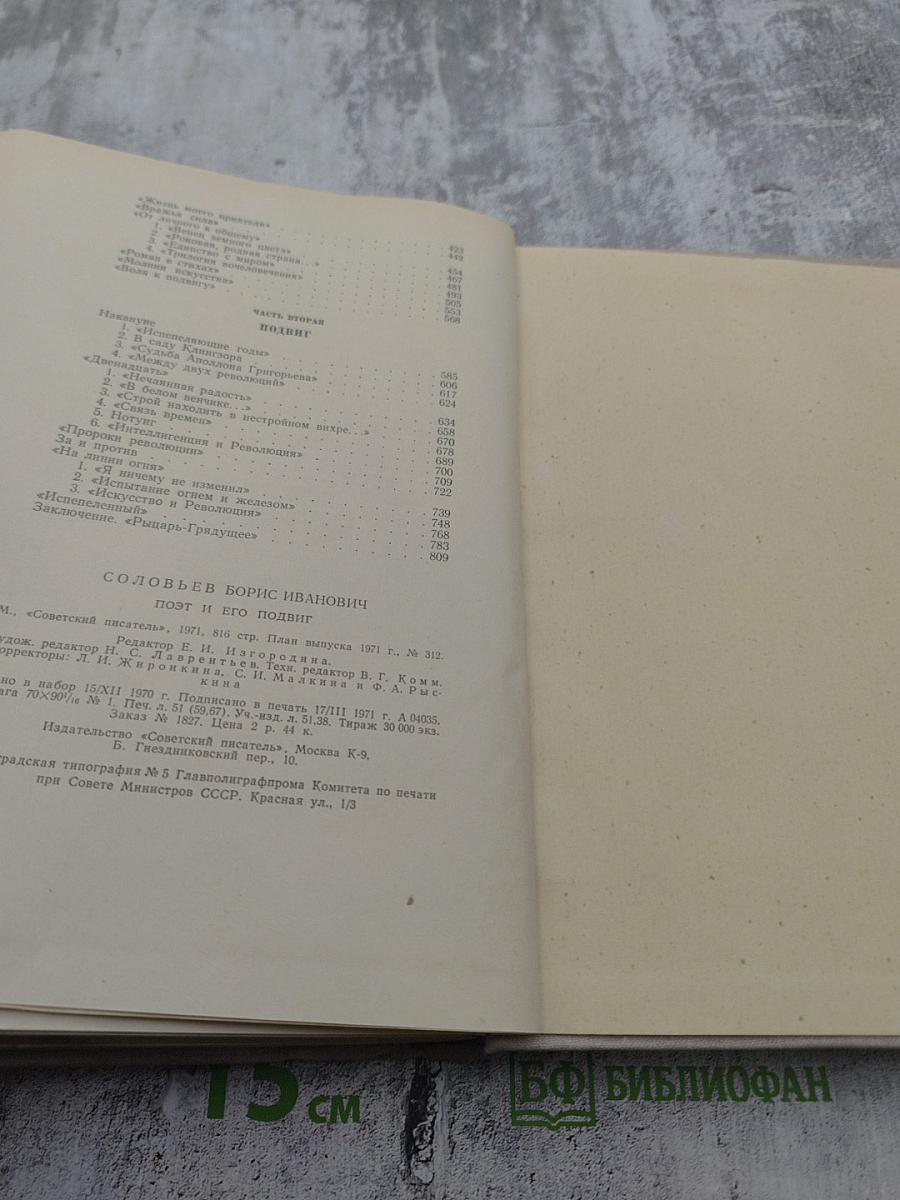 «Жизнь моего приятеля»
«Вражья сила» 423
«От личного к общему» 442
1. «Венец земного цвета» 454
2. «Роковая, родная страна...» 467
3. «Единство с миром» 481
4. «Трилогия вочеловечения» 493
«Роман в стихах» 505
«Молнии искусства» 553
«Воля к подвигу» 568
ЧАСТЬ ВТОРАЯ
ПОДВИГ
Накануне
1. «Испепеляющие годы» 585
2. В саду Клингзора 606
3. «Судьба Аполлона Григорьева» 617
4. «Между двух революций» 624
«Двенадцать»
1. «Нечаянная радость» 634
2. «В белом венчике...» 658
3. «Строй находить в нестройном вихре...» 670
4. «Связь времен» 678
5. Нотунг 689
6. «Интеллигенция и Революция» 700
«Пророки революции» 709
За и против 722
«На линии огня»
1. «Я ничему не изменил» 739
2. «Испытание огнем и железом» 748
3. «Искусство и Революция» 768
«Испепеленный» 783
Заключение. «Рыцарь-Грядущее» 809
СОЛОВЬЕВ БОРИС ИВАНОВИЧ
ПОЭТ И ЕГО ПОДВИГ
М., «Советский писатель», 1971, 816 стр. План выпуска 1971 г., № 312.
Редактор Е. И. Изгородина.
удож. редактор Н. С. Лаврентьев. Техн. редактор В. Г. Комм.
орректоры: Л. И. Жиронкина, С. И. Малкина и Ф. А. Рыс-
кина
ано в набор 15/XII 1970 г. Подписано в печать 17/III 1971 г. А 04035.
ага 70×90¹/₁₆ № 1. Печ. л. 51 (59,67). Уч.-изд. л. 51,38. Тираж 30 000 экз.
Заказ № 1827. Цена 2 р. 44 к.
Издательство «Советский писатель», Москва К-9,
Б. Гнездниковский пер., 10.
градская типография № 5 Главполиграфпрома Комитета по печати
при Совете Министров СССР. Красная ул., 1/3
15 см
БФ БИБЛИОФАН